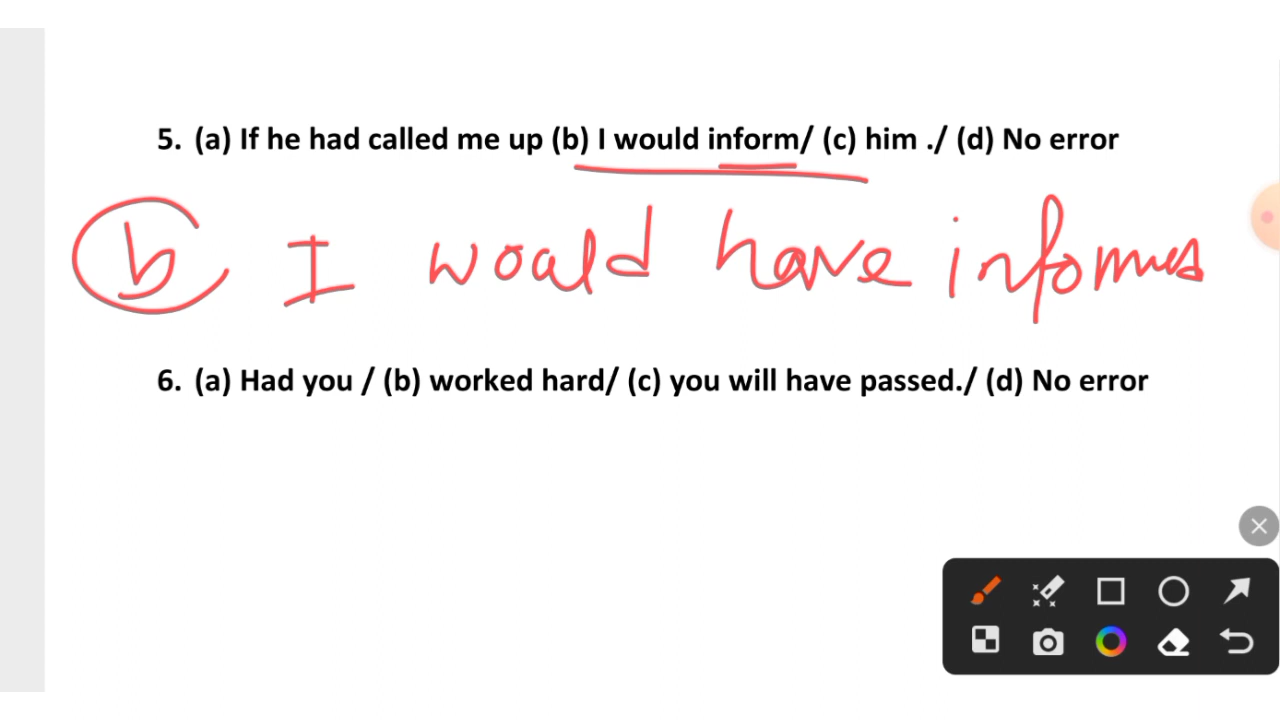 5. (a) If he had called me up (b) I would inform/ (c) him ./ (d) No error
b I would have informed
6. (a) Had you / (b) worked hard/ (c) you will have passed./ (d) No error